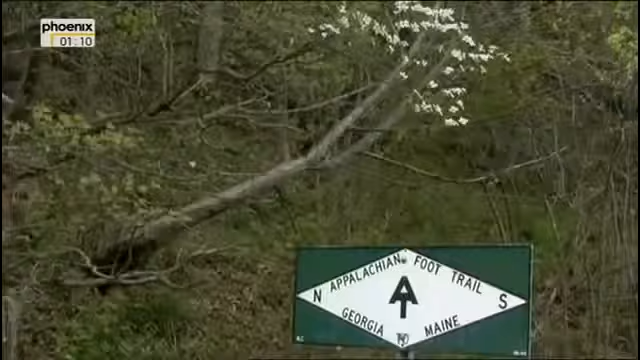 phoenix
01:10
APPALACHIAN FOOT TRAIL
N S
GEORGIA MAINE